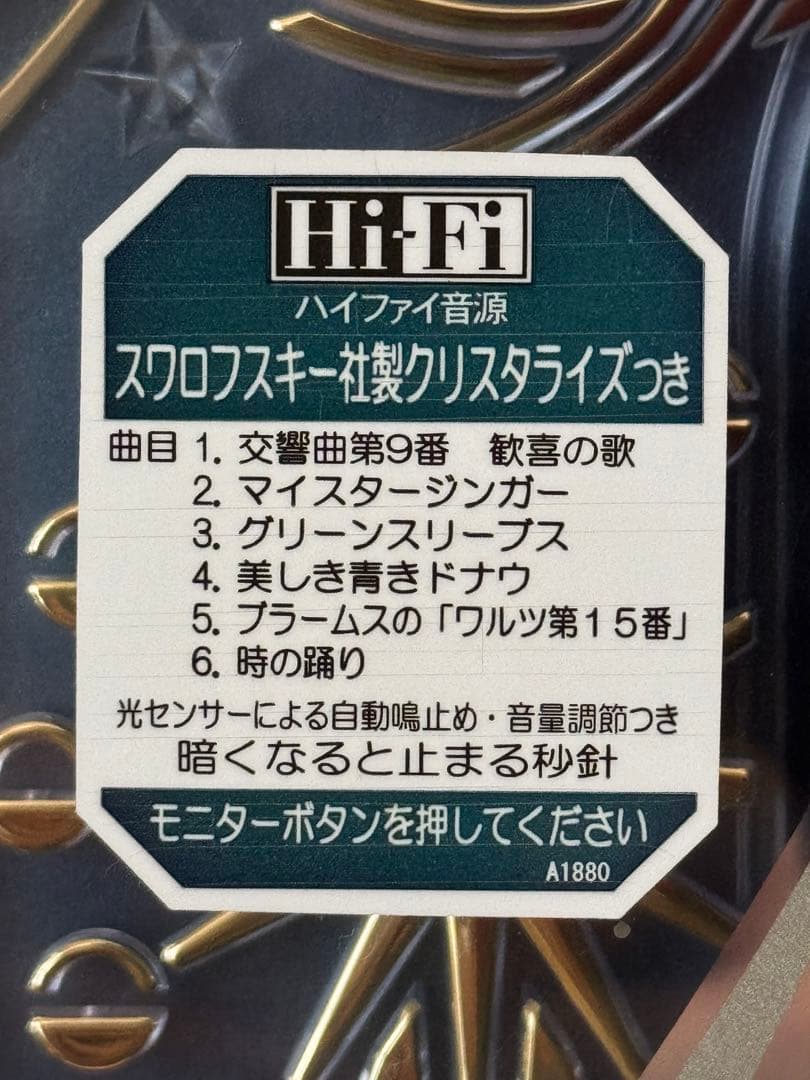 Hi-Fi
ハイファイ音源
スワロフスキー社製クリスタライズつき
曲目 1. 交響曲第9番　歓喜の歌
2. マイスタージンガー
3. グリーンスリーブス
4. 美しき青きドナウ
5. ブラームスの「ワルツ第１５番」
6. 時の踊り
光センサーによる自動鳴止め・音量調節つき
暗くなると止まる秒針
モニターボタンを押してください
A1880